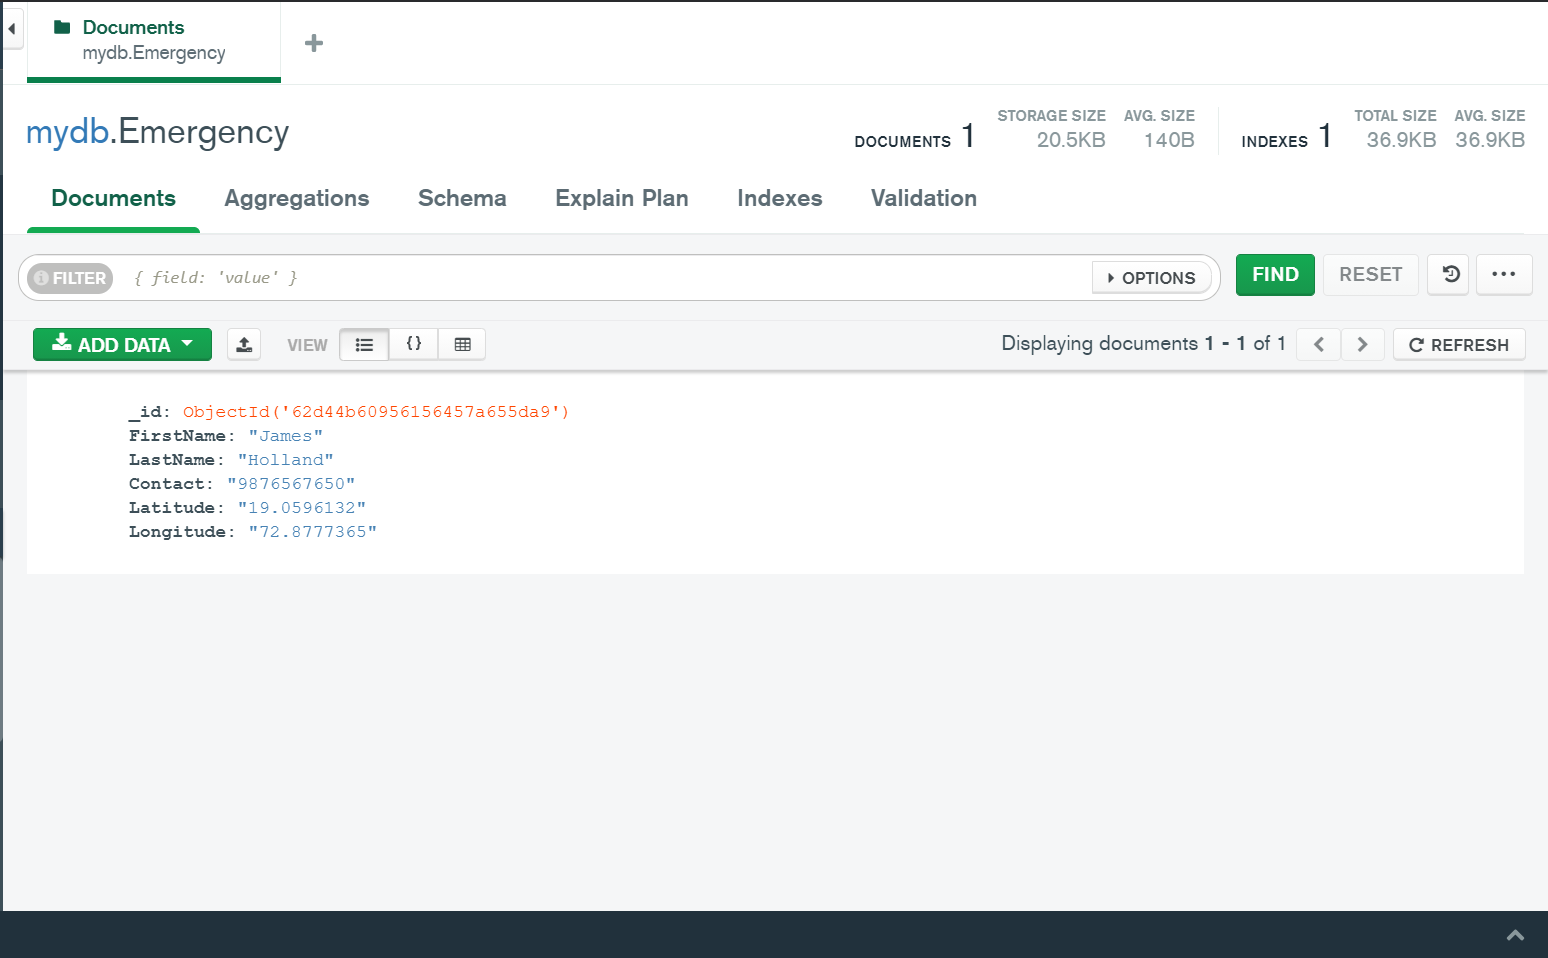 Documents
mydb.Emergency
mydb.Emergency
DOCUMENTS 1
STORAGE SIZE AVG. SIZE
20.5KB 140B
INDEXES 1
TOTAL SIZE AVG. SIZE
36.9KB 36.9KB
Documents Aggregations Schema Explain Plan Indexes Validation
FILTER { field: 'value' } OPTIONS FIND RESET ...
ADD DATA VIEW {} Displaying documents 1 - 1 of 1 REFRESH
_id: ObjectId('62d44b60956156457a655da9')
FirstName: "James"
LastName: "Holland"
Contact: "9876567650"
Latitude: "19.0596132"
Longitude: "72.8777365"